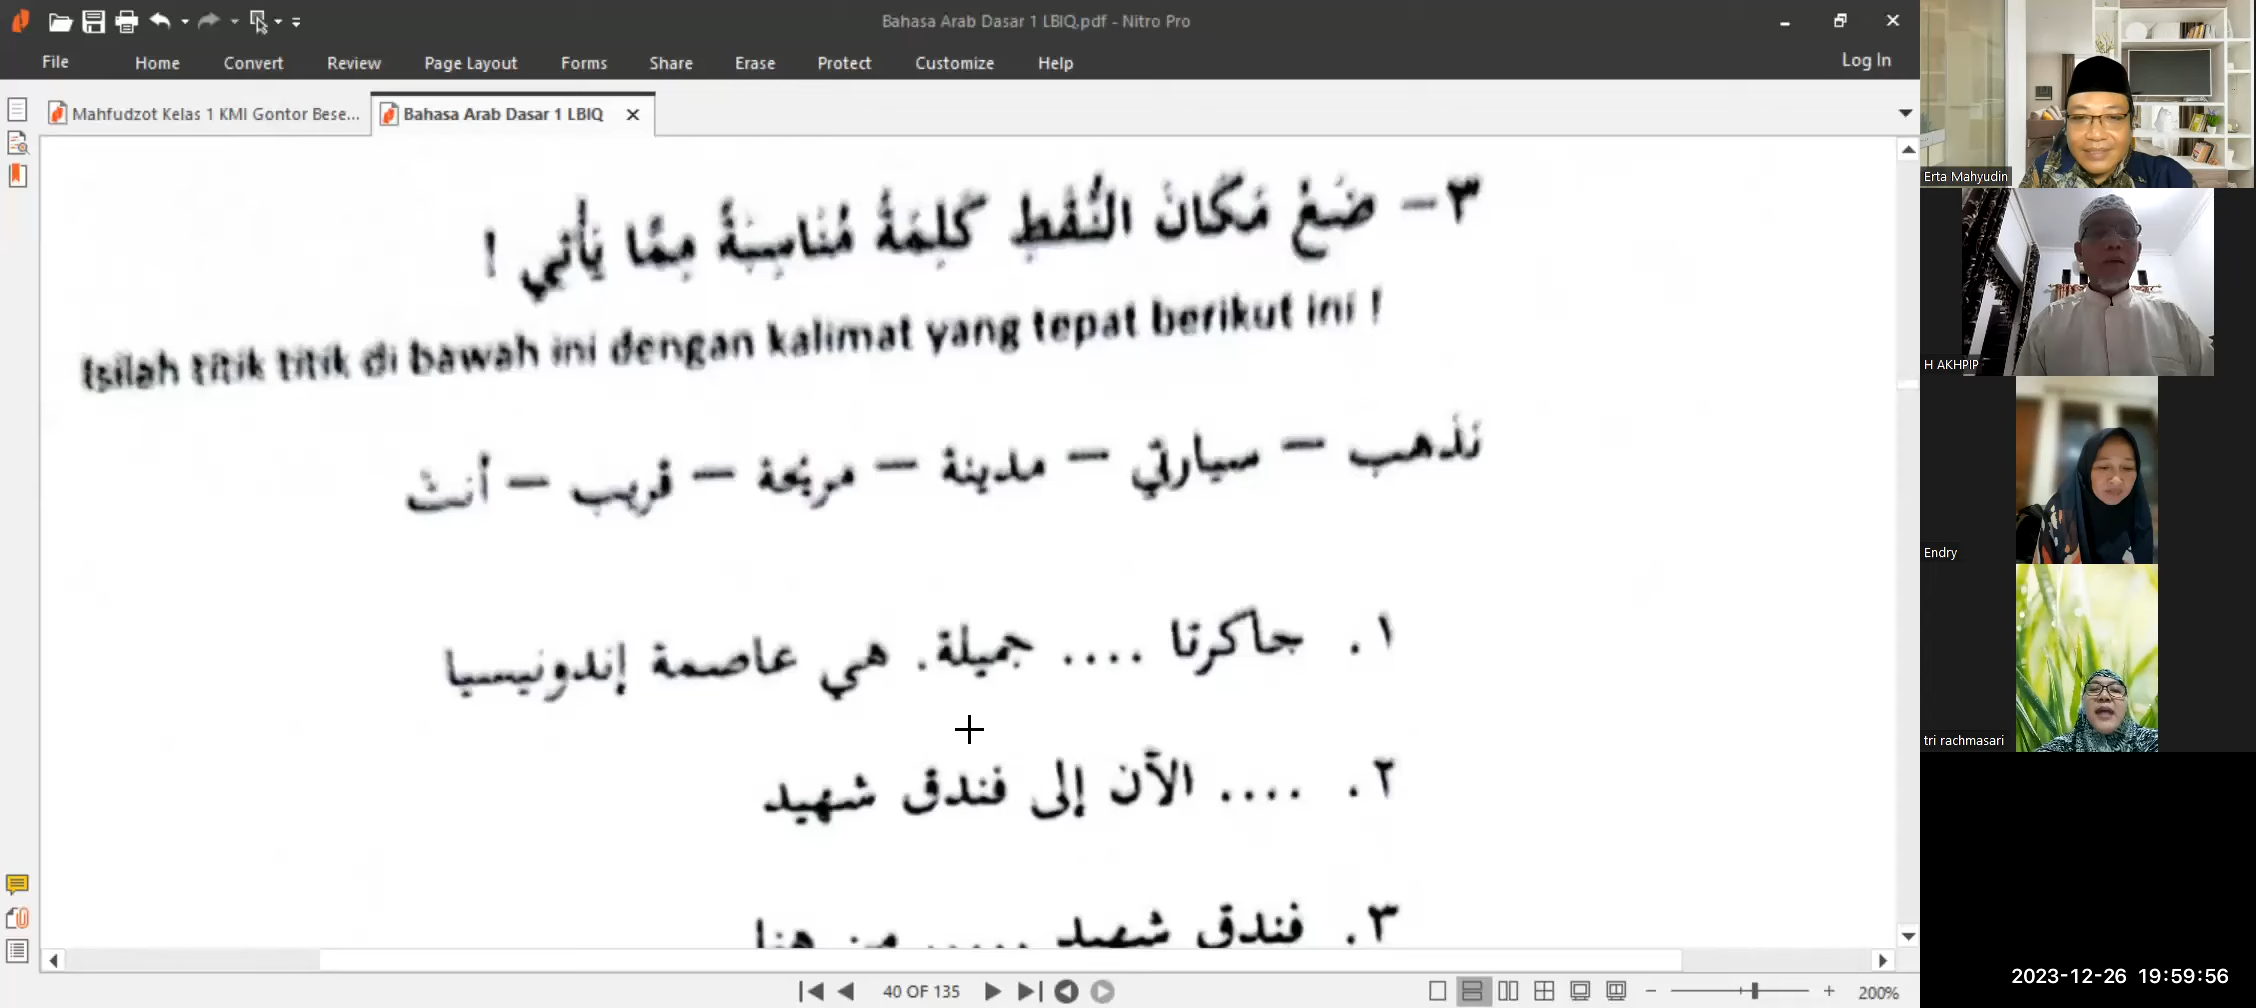 Bahasa Arab Dasar 1 LBIQ.pdf - Nitro Pro
File Home Convert Review Page Layout Forms Share Erase Protect Customize Help Log In
Mahfudzot Kelas 1 KMI Gontor Bese... Bahasa Arab Dasar 1 LBIQ
٣- ضَعْ مَكَانَ النُّقَطِ كَلِمَةً مُنَاسِبَةً مِمَّا يَأْتِي !
Isilah titik titik di bawah ini dengan kalimat yang tepat berikut ini !
نذهب – سيارتي – مدينة – مريحة – قريب – أنت
١. جاكرتا .... جميلة. هي عاصمة إندونيسيا
٢. .... الآن إلى فندق شهيد
٣. فندق شهيد ..... من هنا
40 OF 135
200%
Erta Mahyudin
H AKHPIP
Endry
tri rachmasari
2023-12-26 19:59:56